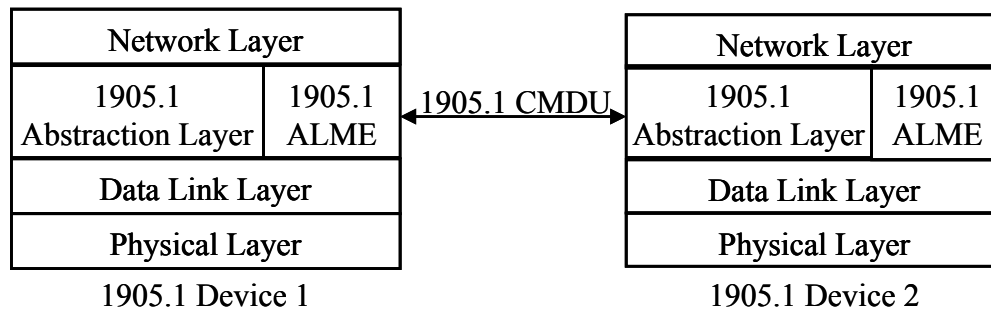 Network Layer
1905.1
Abstraction Layer
1905.1
ALME
Data Link Layer
Physical Layer
1905.1 Device 1
1905.1 CMDU
Network Layer
1905.1
Abstraction Layer
1905.1
ALME
Data Link Layer
Physical Layer
1905.1 Device 2